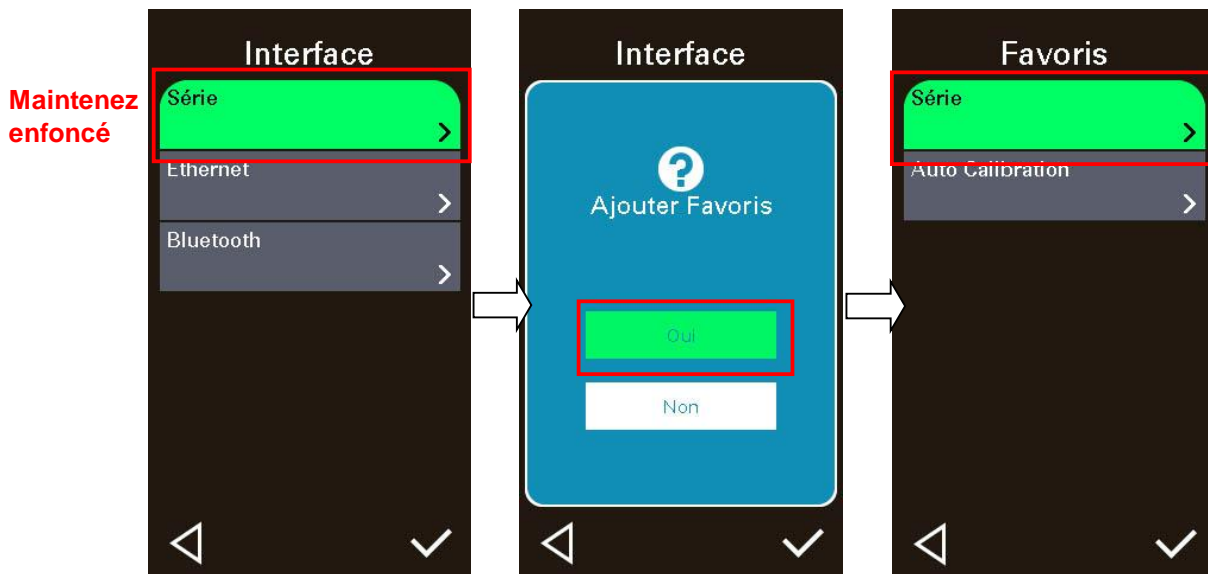 Maintenez
enfoncé
Interface
Série
Ethernet
Bluetooth
Interface
Ajouter Favoris
Oui
Non
Favoris
Série
Auto Calibration